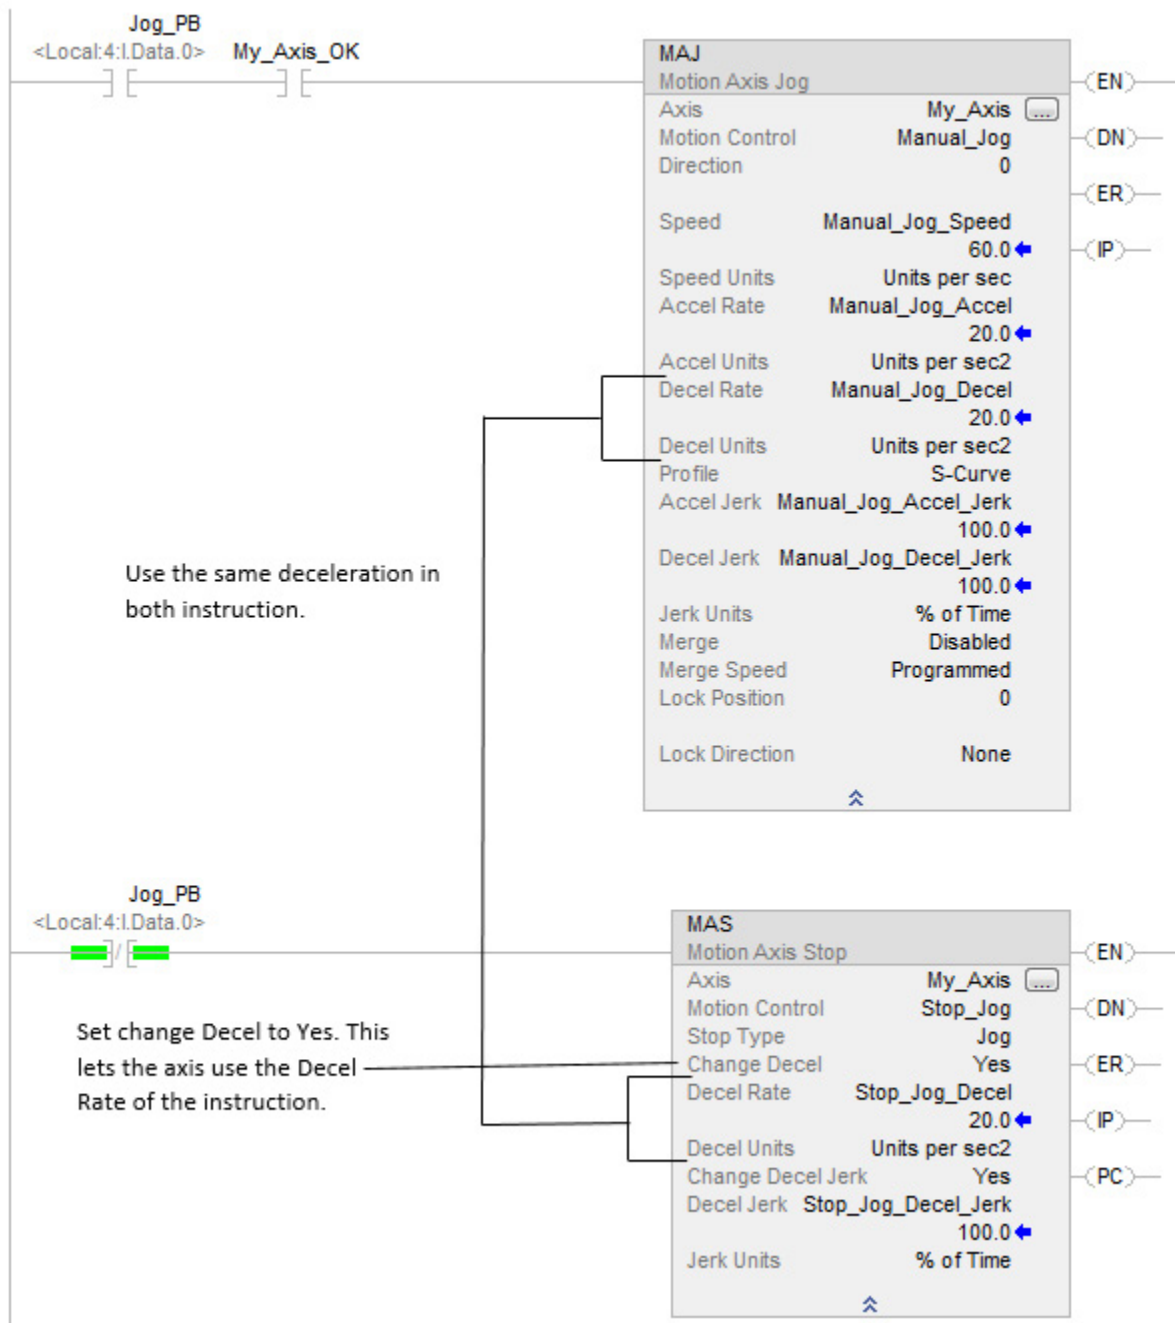 Jog_PB
<Local:4:I.Data.0> My_Axis_OK
MAJ
Motion Axis Jog (EN)
Axis My_Axis ...
Motion Control Manual_Jog (DN)
Direction 0
(ER)
Speed Manual_Jog_Speed
60.0 (IP)
Speed Units Units per sec
Accel Rate Manual_Jog_Accel
20.0
Accel Units Units per sec2
Decel Rate Manual_Jog_Decel
20.0
Decel Units Units per sec2
Profile S-Curve
Accel Jerk Manual_Jog_Accel_Jerk
100.0
Decel Jerk Manual_Jog_Decel_Jerk
100.0
Jerk Units % of Time
Merge Disabled
Merge Speed Programmed
Lock Position 0
Lock Direction None
Use the same deceleration in
both instruction.
Jog_PB
<Local:4:I.Data.0>
MAS
Motion Axis Stop (EN)
Axis My_Axis ...
Motion Control Stop_Jog (DN)
Stop Type Jog
Change Decel Yes (ER)
Decel Rate Stop_Jog_Decel
20.0 (IP)
Decel Units Units per sec2
Change Decel Jerk Yes (PC)
Decel Jerk Stop_Jog_Decel_Jerk
100.0
Jerk Units % of Time
Set change Decel to Yes. This
lets the axis use the Decel
Rate of the instruction.